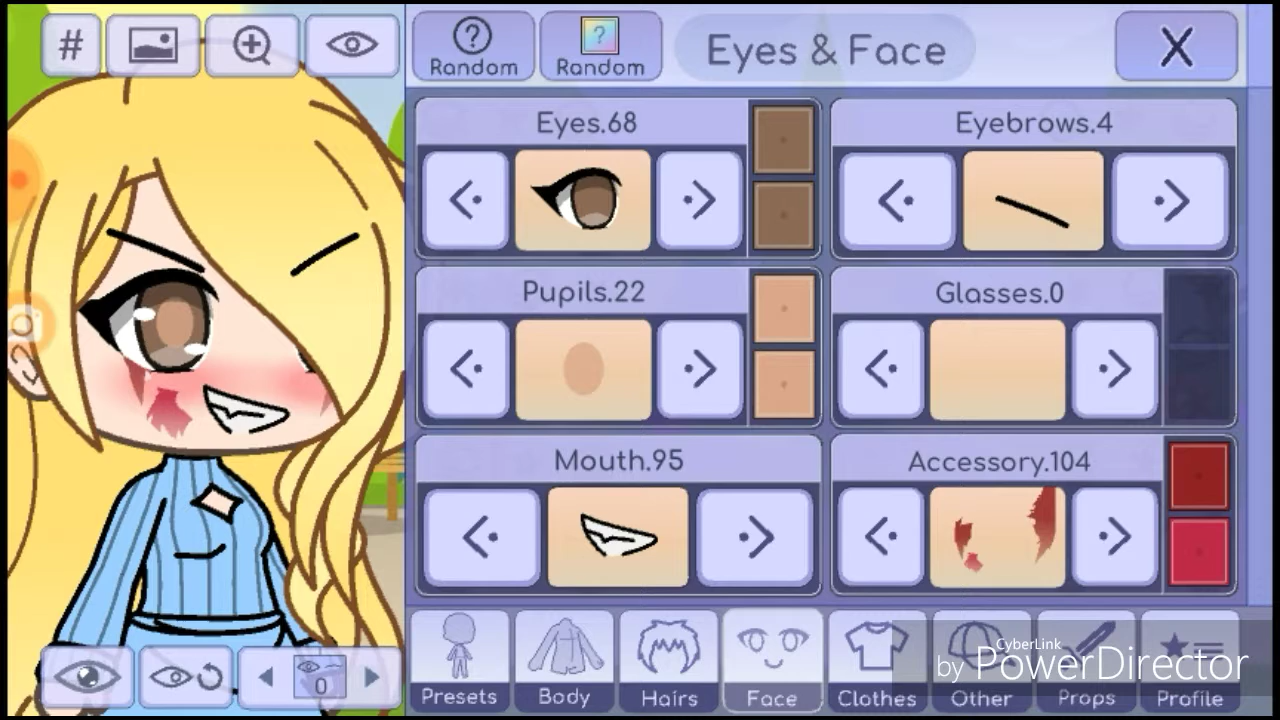 #
? Random
? Random
Eyes & Face
X
Eyes.68
Eyebrows.4
Pupils.22
Glasses.0
Mouth.95
Accessory.104
0
Presets
Body
Hairs
Face
Clothes
Other
Props
Profile
CyberLink
by PowerDirector